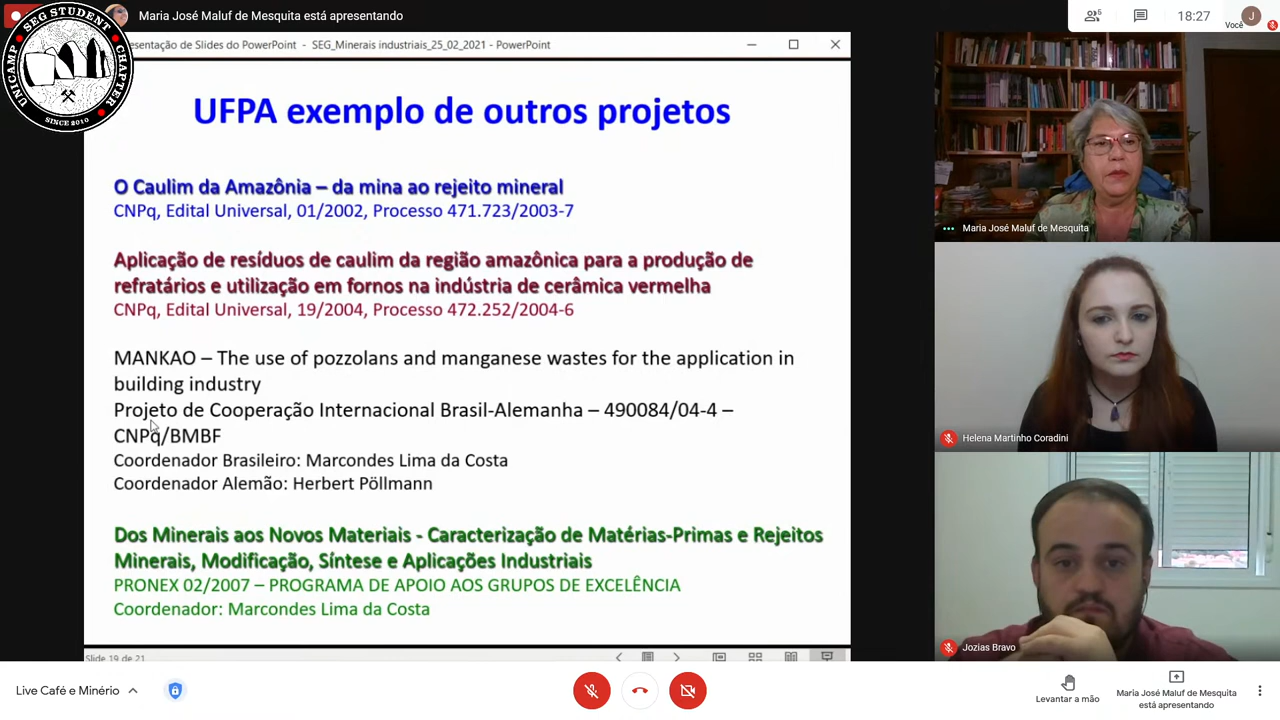 Maria José Maluf de Mesquita está apresentando
18:27
5
J
Você
SEG STUDENT CHAPTER
UNICAMP
SINCE 2010
esentação de Slides do PowerPoint - SEG_Minerais industriais_25_02_2021 - PowerPoint
UFPA exemplo de outros projetos
O Caulim da Amazônia – da mina ao rejeito mineral
CNPq, Edital Universal, 01/2002, Processo 471.723/2003-7
Aplicação de resíduos de caulim da região amazônica para a produção de
refratários e utilização em fornos na indústria de cerâmica vermelha
CNPq, Edital Universal, 19/2004, Processo 472.252/2004-6
MANKAO – The use of pozzolans and manganese wastes for the application in
building industry
Projeto de Cooperação Internacional Brasil-Alemanha – 490084/04-4 –
CNPq/BMBF
Coordenador Brasileiro: Marcondes Lima da Costa
Coordenador Alemão: Herbert Pöllmann
Dos Minerais aos Novos Materiais - Caracterização de Matérias-Primas e Rejeitos
Minerais, Modificação, Síntese e Aplicações Industriais
PRONEX 02/2007 – PROGRAMA DE APOIO AOS GRUPOS DE EXCELÊNCIA
Coordenador: Marcondes Lima da Costa
Slide 19 de 21
Maria José Maluf de Mesquita
Helena Martinho Coradini
Jozias Bravo
Live Café e Minério
Levantar a mão
Maria José Maluf de Mesquita
está apresentando